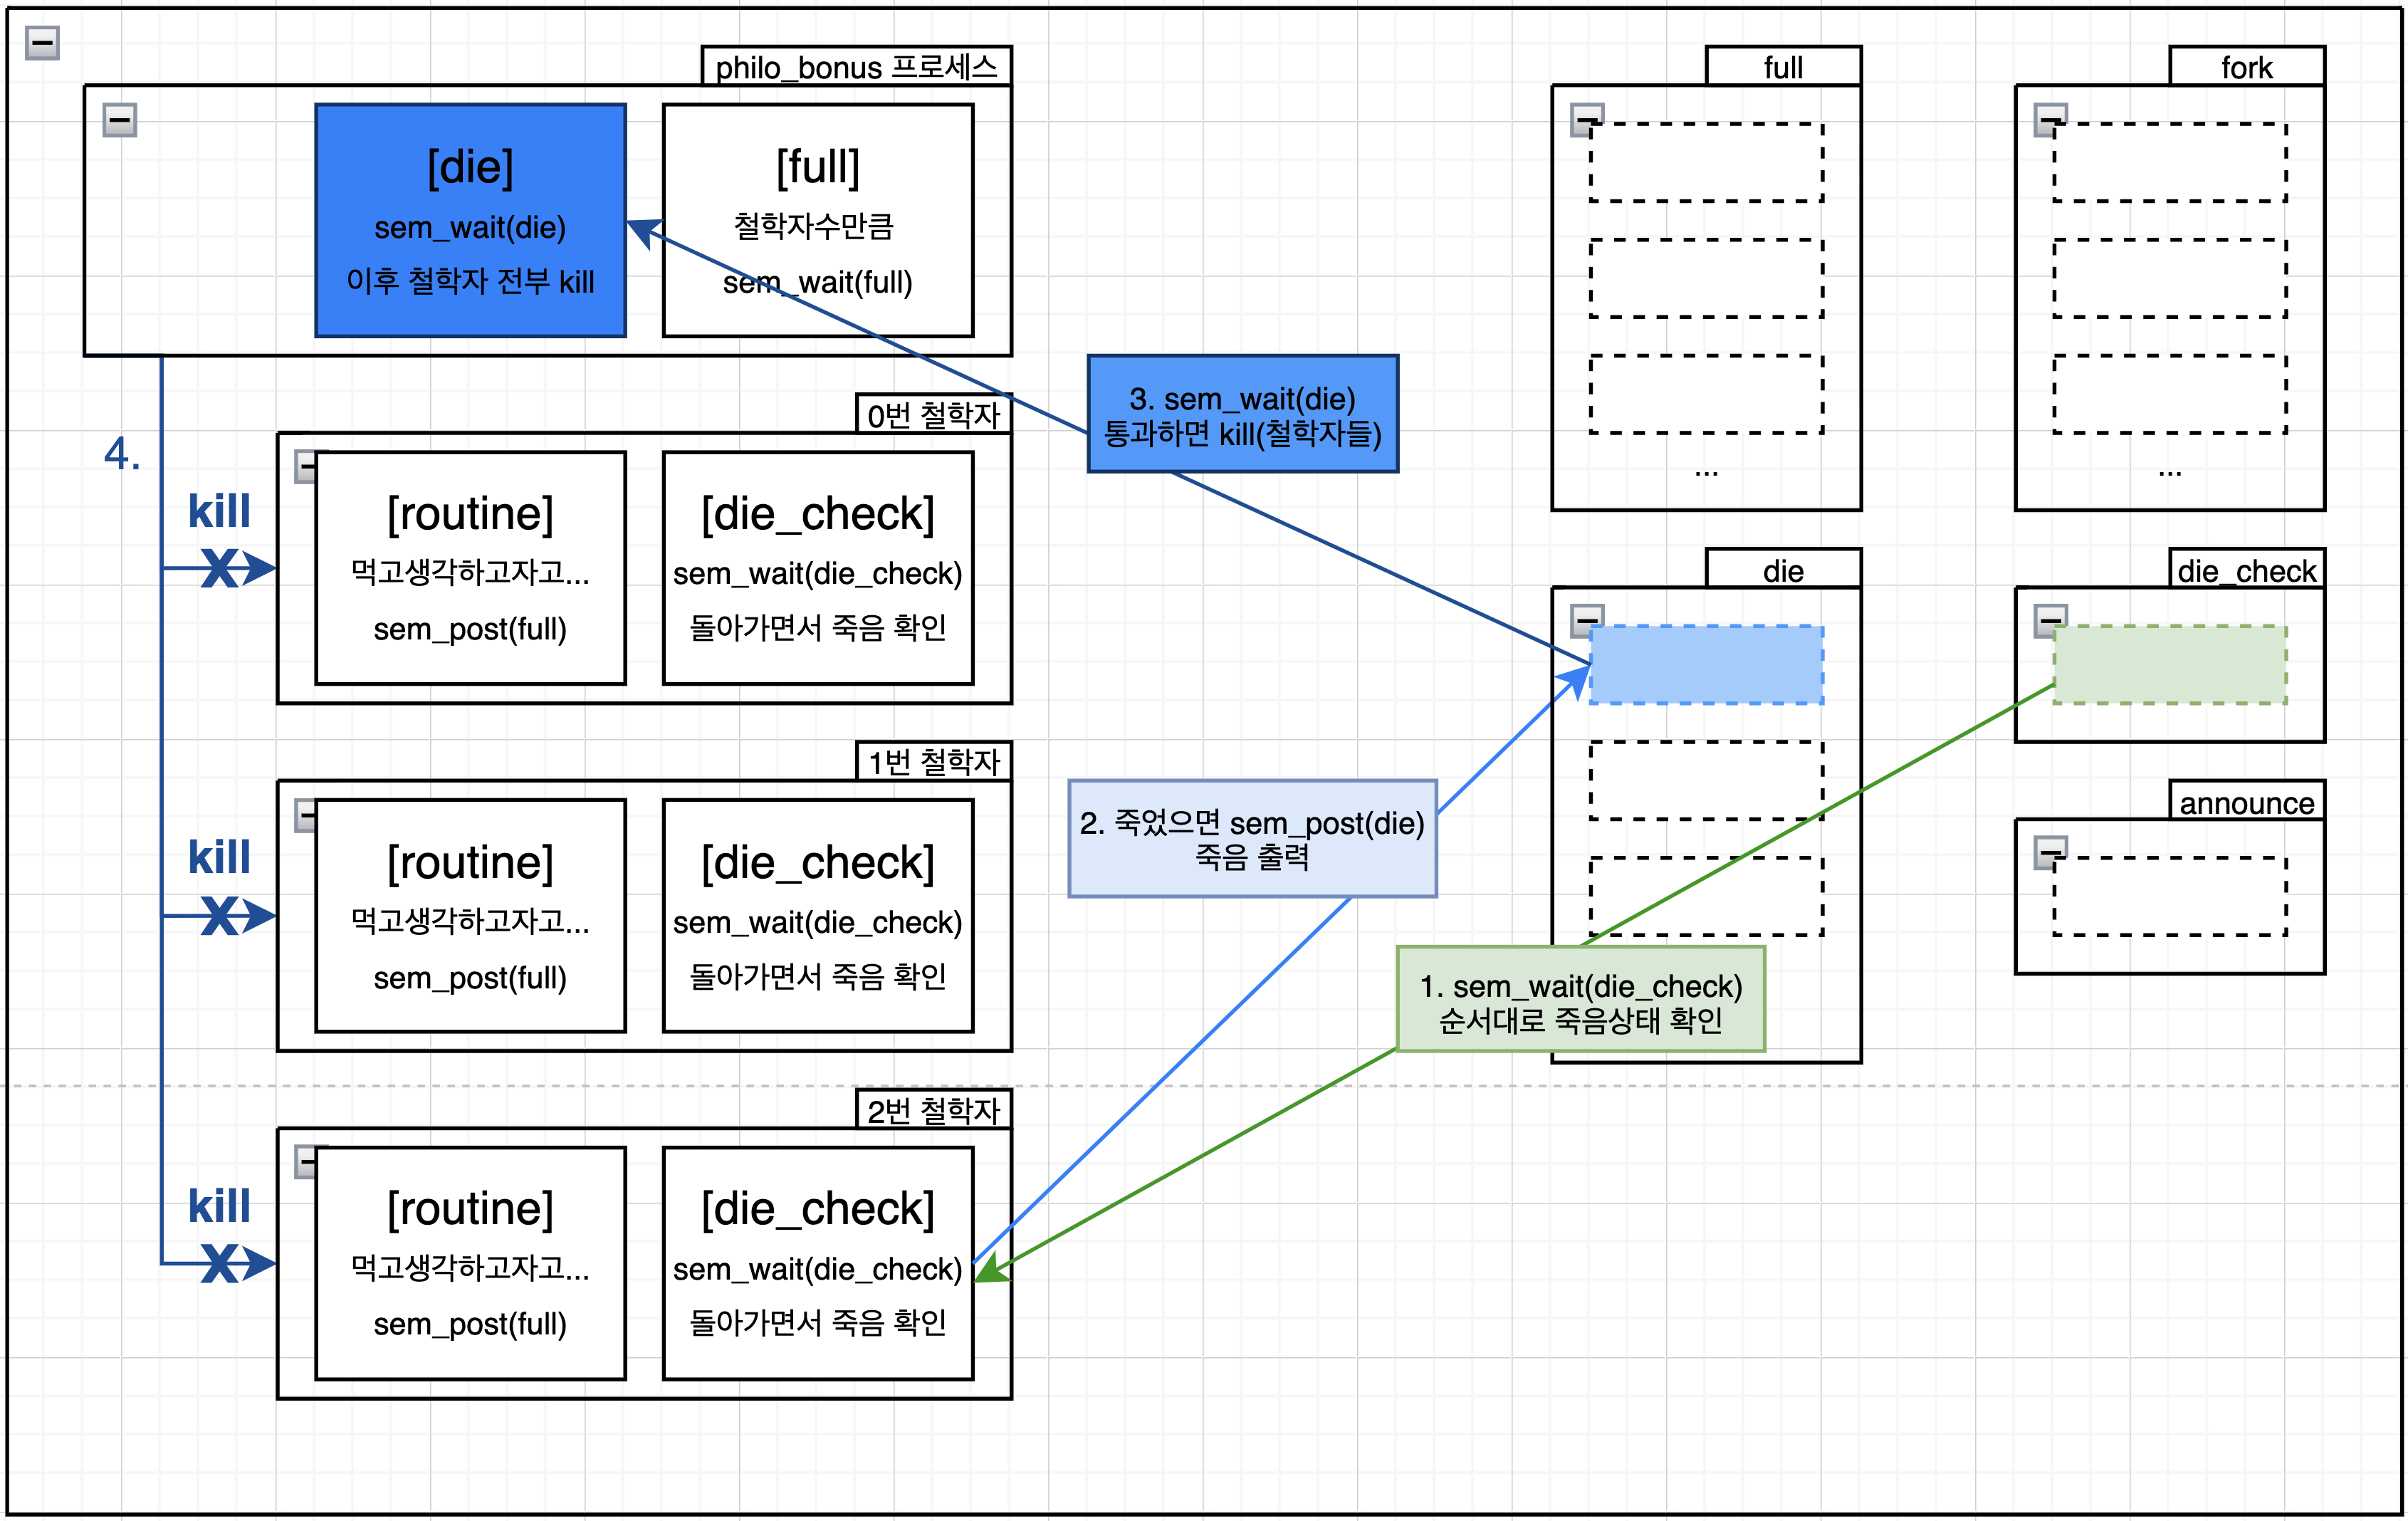 philo_bonus 프로세스
[die]
sem_wait(die)
이후 철학자 전부 kill
[full]
철학자수만큼
sem_wait(full)
full
fork
...
...
3. sem_wait(die)
통과하면 kill(철학자들)
4.
0번 철학자
kill
X
[routine]
먹고생각하고자고...
sem_post(full)
[die_check]
sem_wait(die_check)
돌아가면서 죽음 확인
die
die_check
announce
1번 철학자
kill
X
[routine]
먹고생각하고자고...
sem_post(full)
[die_check]
sem_wait(die_check)
돌아가면서 죽음 확인
2. 죽었으면 sem_post(die)
죽음 출력
1. sem_wait(die_check)
순서대로 죽음상태 확인
2번 철학자
kill
X
[routine]
먹고생각하고자고...
sem_post(full)
[die_check]
sem_wait(die_check)
돌아가면서 죽음 확인